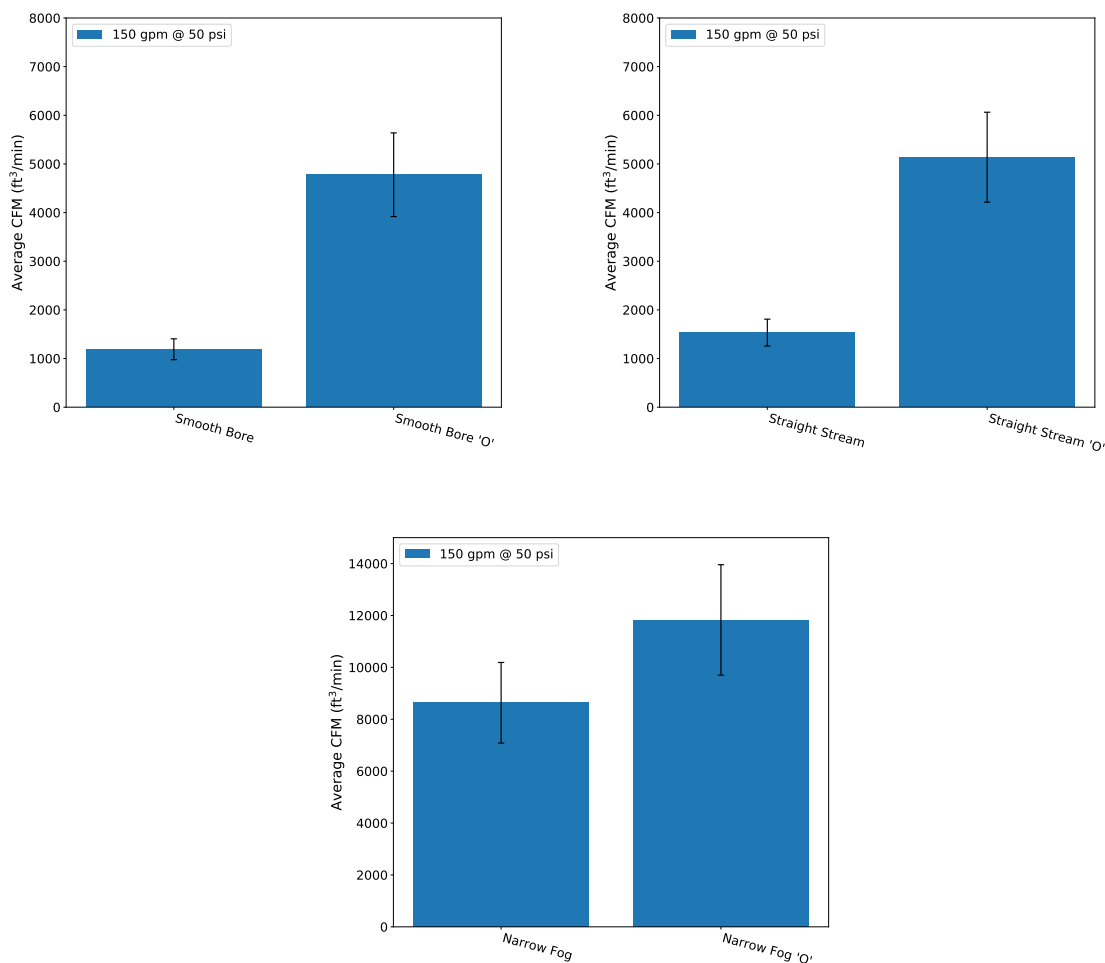 8000
7000
6000
5000
4000
3000
2000
1000
0
Average CFM (ft³/min)
150 gpm @ 50 psi
Smooth Bore
Smooth Bore 'O'
8000
7000
6000
5000
4000
3000
2000
1000
0
Average CFM (ft³/min)
150 gpm @ 50 psi
Straight Stream
Straight Stream 'O'
14000
12000
10000
8000
6000
4000
2000
0
Average CFM (ft³/min)
150 gpm @ 50 psi
Narrow Fog
Narrow Fog 'O'